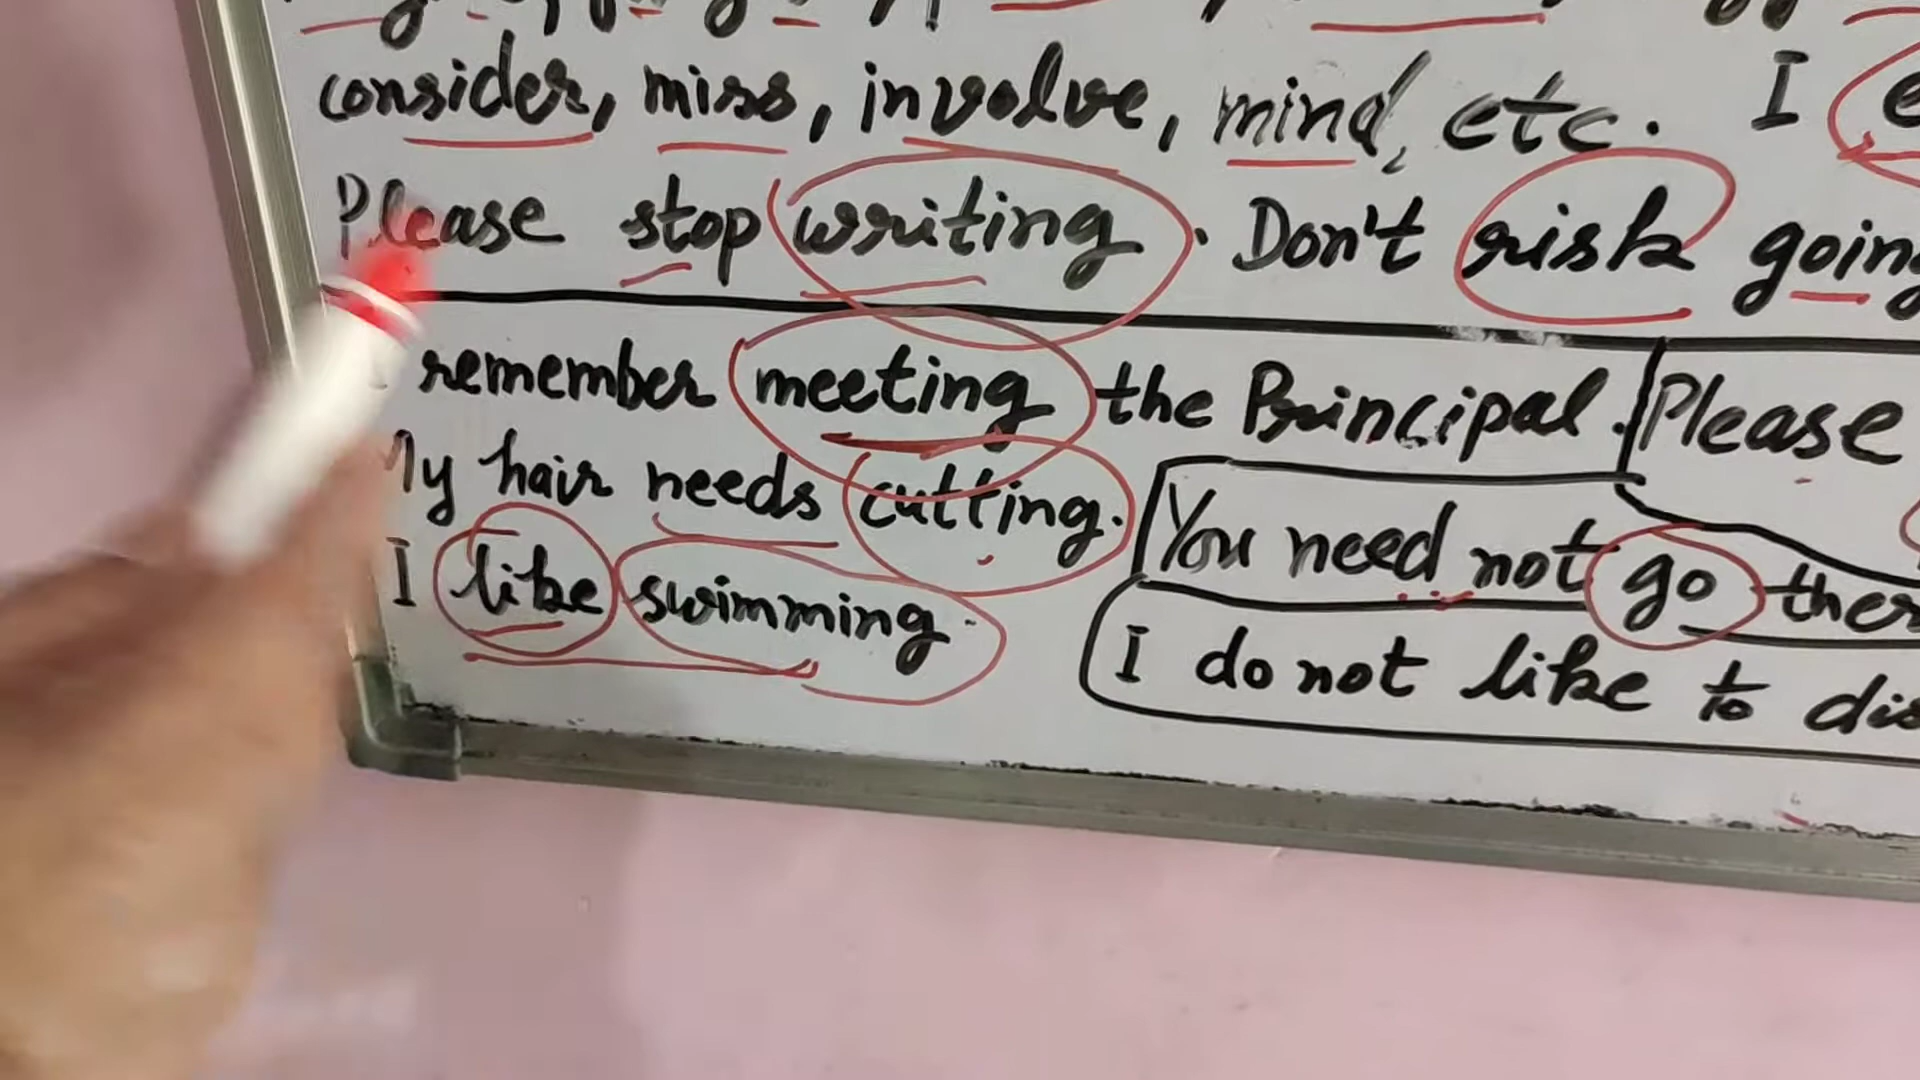 consider, miss, involve, mind, etc. I
Please stop writing. Don't risk going
remember meeting the Principal. Please
My hair needs cutting. You need not go
I like swimming. I do not like to